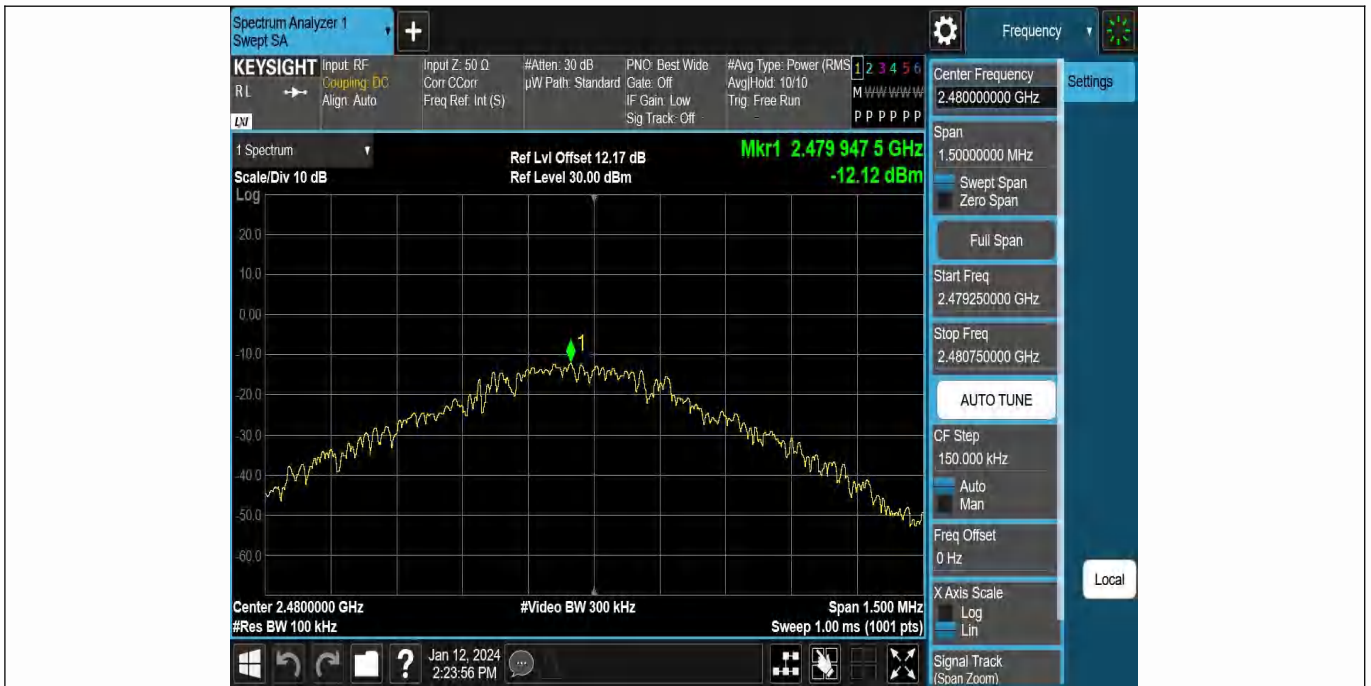 Spectrum Analyzer 1
Swept SA
Frequency
KEYSIGHT
RL
LXI
Input: RF
Coupling: DC
Align: Auto
Input Z: 50 Ω
Corr CCorr
Freq Ref: Int (S)
#Atten: 30 dB
µW Path: Standard
PNO: Best Wide
Gate: Off
IF Gain: Low
Sig Track: Off
#Avg Type: Power (RMS
Avg|Hold: 10/10
Trig: Free Run
1 2 3 4 5 6
M W W W W W
P P P P P P
1 Spectrum
Scale/Div 10 dB
Ref Lvl Offset 12.17 dB
Ref Level 30.00 dBm
Mkr1 2.479 947 5 GHz
-12.12 dBm
Log
20.0
10.0
0.00
-10.0
-20.0
-30.0
-40.0
-50.0
-60.0
1
Center 2.4800000 GHz
#Res BW 100 kHz
#Video BW 300 kHz
Span 1.500 MHz
Sweep 1.00 ms (1001 pts)
Jan 12, 2024
2:23:56 PM
Center Frequency
2.480000000 GHz
Settings
Span
1.50000000 MHz
Swept Span
Zero Span
Full Span
Start Freq
2.479250000 GHz
Stop Freq
2.480750000 GHz
AUTO TUNE
CF Step
150.000 kHz
Auto
Man
Freq Offset
0 Hz
X Axis Scale
Log
Lin
Local
Signal Track
(Span Zoom)